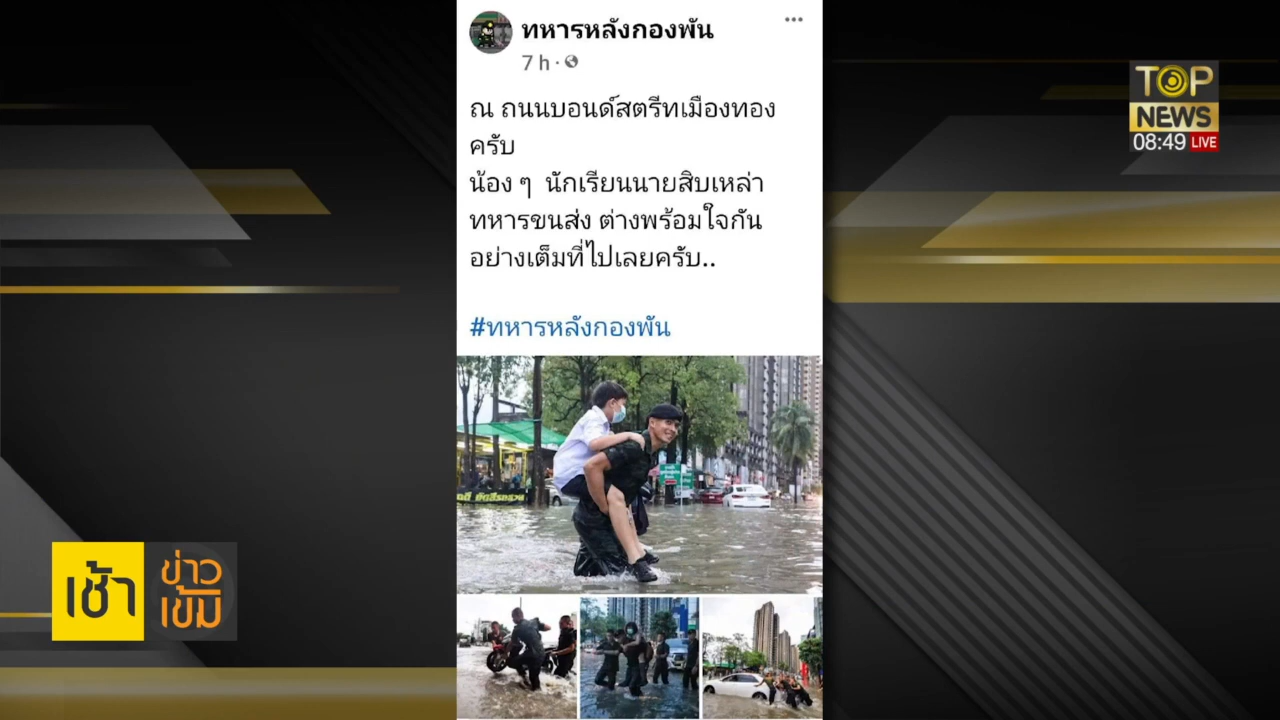 ทหารหลังกองพัน
7 h
ณ ถนนบอนด์สตรีทเมืองทอง
ครับ
น้อง ๆ นักเรียนนายสิบเหล่า
ทหารขนส่ง ต่างพร้อมใจกัน
อย่างเต็มที่ไปเลยครับ..
#ทหารหลังกองพัน
TOP
NEWS
08:49 LIVE
เช้า
ข่าว
เข้ม